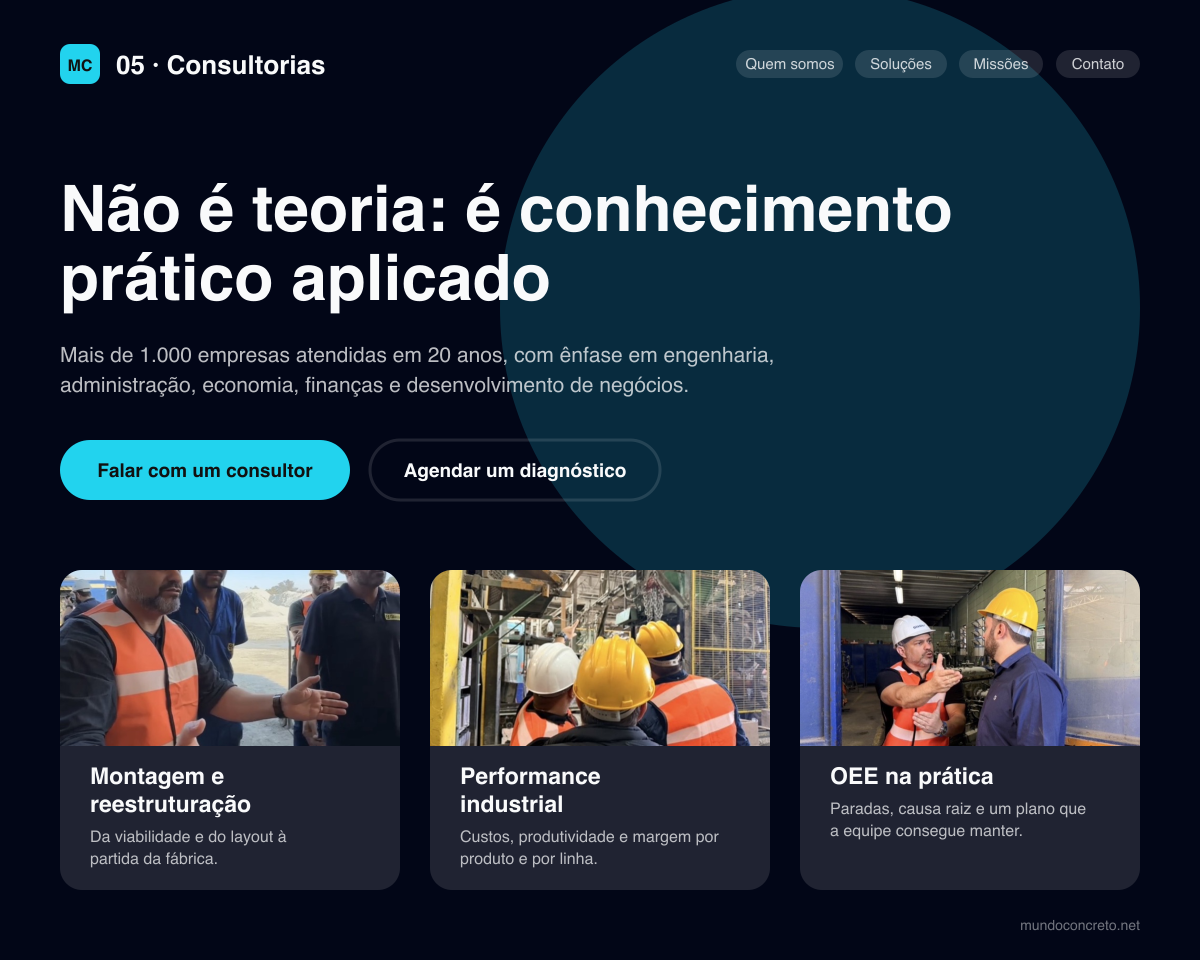 MC
05 · Consultorias
Quem somos
Soluções
Missões
Contato
Não é teoria: é conhecimento
prático aplicado
Mais de 1.000 empresas atendidas em 20 anos, com ênfase em engenharia,
administração, economia, finanças e desenvolvimento de negócios.
Falar com um consultor
Agendar um diagnóstico
Montagem e
reestruturação
Da viabilidade e do layout à
partida da fábrica.
Performance
industrial
Custos, produtividade e margem por
produto e por linha.
OEE na prática
Paradas, causa raiz e um plano que
a equipe consegue manter.
mundoconcreto.net